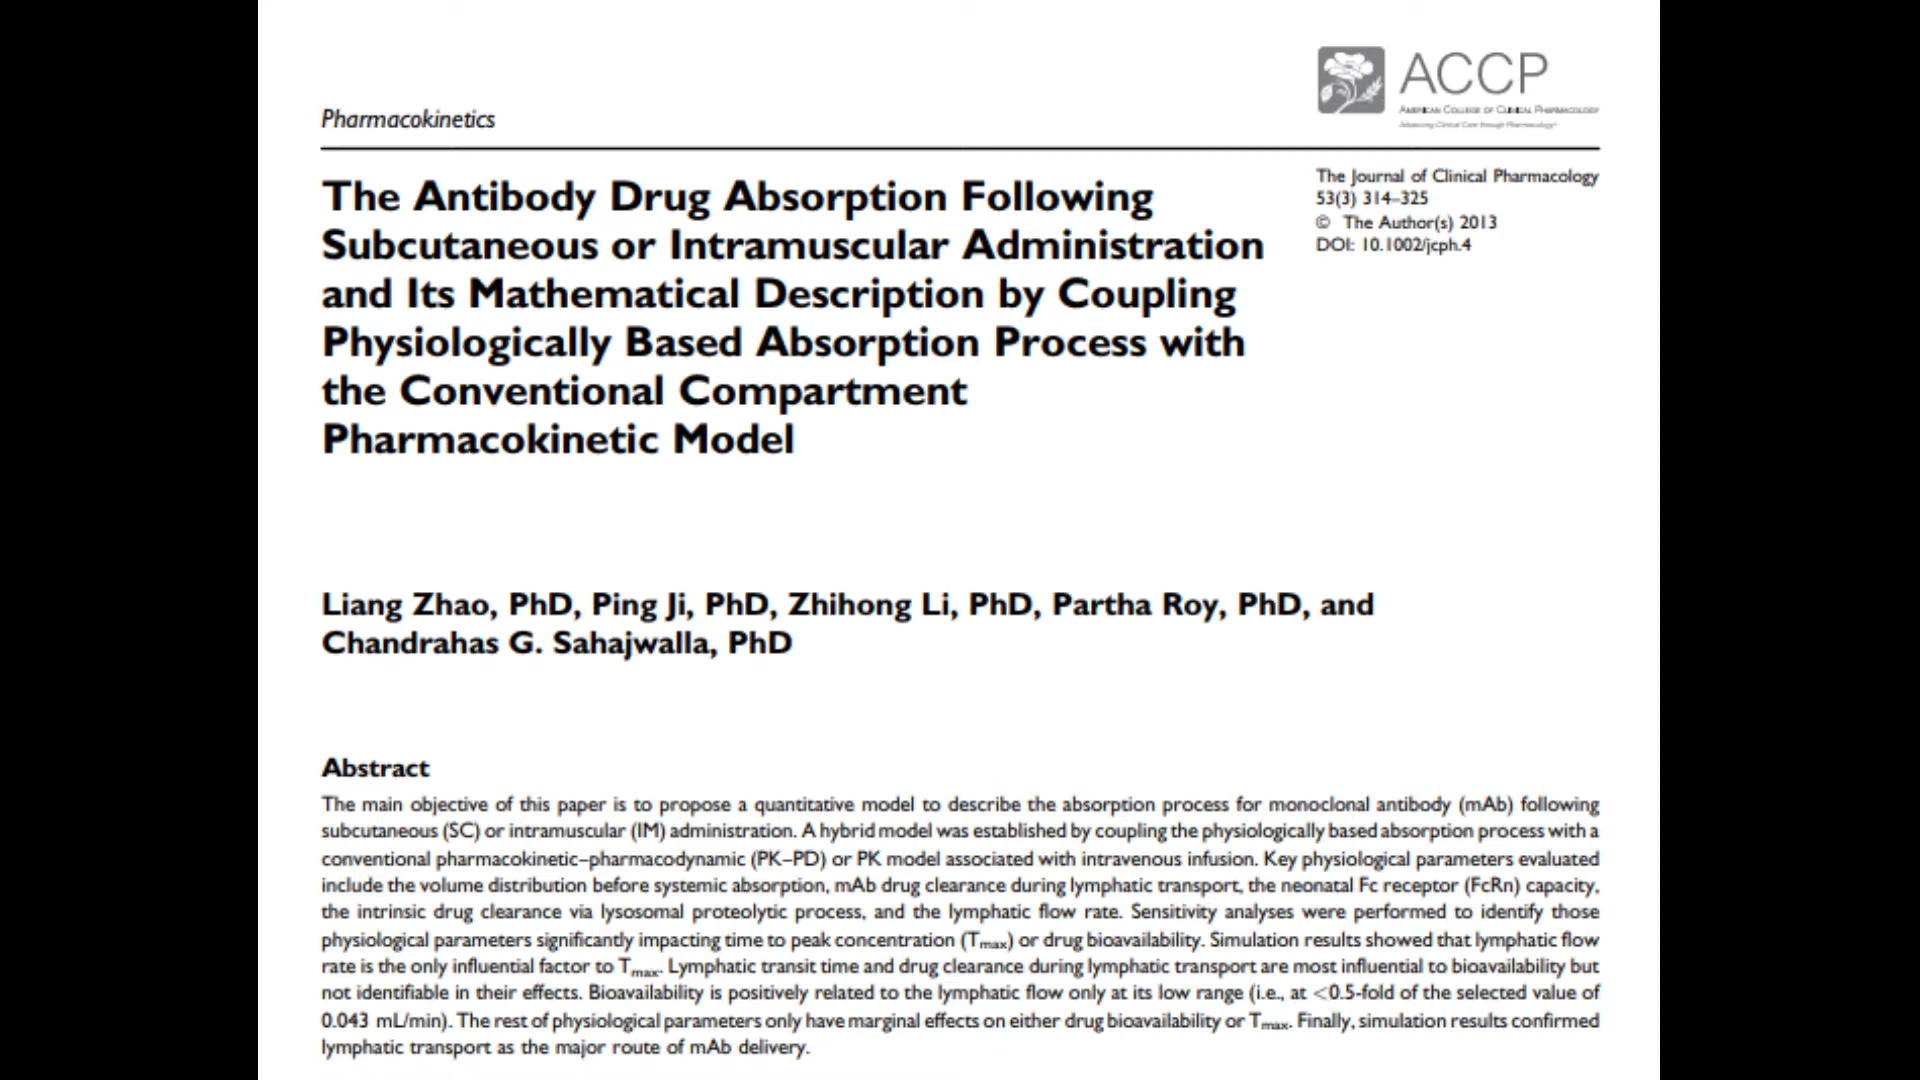 Pharmacokinetics
ACCP
AMERICAN COLLEGE OF CLINICAL PHARMACOLOGY
Advancing Clinical Care through Pharmacology®
The Antibody Drug Absorption Following
Subcutaneous or Intramuscular Administration
and Its Mathematical Description by Coupling
Physiologically Based Absorption Process with
the Conventional Compartment
Pharmacokinetic Model
The Journal of Clinical Pharmacology
53(3) 314–325
© The Author(s) 2013
DOI: 10.1002/jcph.4
Liang Zhao, PhD, Ping Ji, PhD, Zhihong Li, PhD, Partha Roy, PhD, and
Chandrahas G. Sahajwalla, PhD
Abstract
The main objective of this paper is to propose a quantitative model to describe the absorption process for monoclonal antibody (mAb) following
subcutaneous (SC) or intramuscular (IM) administration. A hybrid model was established by coupling the physiologically based absorption process with a
conventional pharmacokinetic–pharmacodynamic (PK–PD) or PK model associated with intravenous infusion. Key physiological parameters evaluated
include the volume distribution before systemic absorption, mAb drug clearance during lymphatic transport, the neonatal Fc receptor (FcRn) capacity,
the intrinsic drug clearance via lysosomal proteolytic process, and the lymphatic flow rate. Sensitivity analyses were performed to identify those
physiological parameters significantly impacting time to peak concentration (Tmax) or drug bioavailability. Simulation results showed that lymphatic flow
rate is the only influential factor to Tmax. Lymphatic transit time and drug clearance during lymphatic transport are most influential to bioavailability but
not identifiable in their effects. Bioavailability is positively related to the lymphatic flow only at its low range (i.e., at <0.5-fold of the selected value of
0.043 mL/min). The rest of physiological parameters only have marginal effects on either drug bioavailability or Tmax. Finally, simulation results confirmed
lymphatic transport as the major route of mAb delivery.